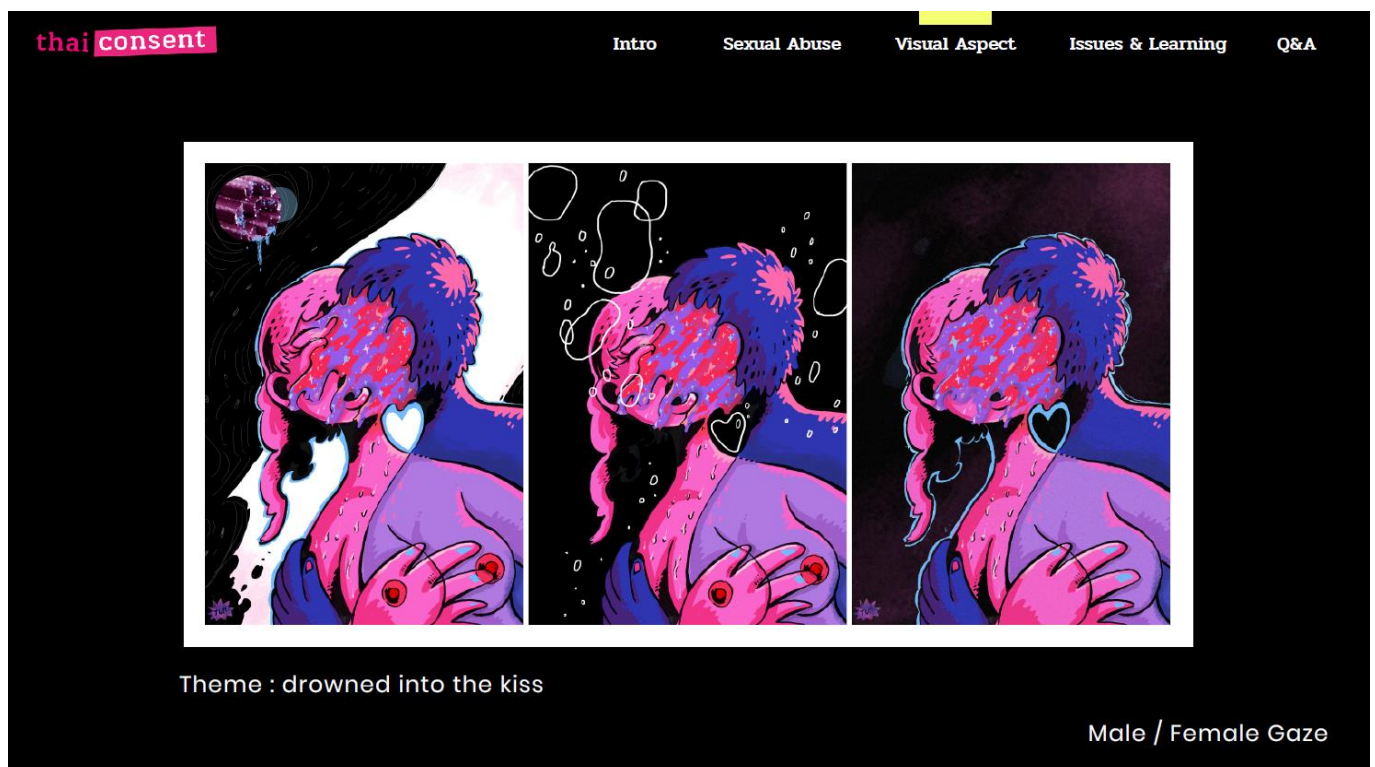 thai consent
Intro
Sexual Abuse
Visual Aspect
Issues & Learning
Q&A
Theme : drowned into the kiss
Male / Female Gaze